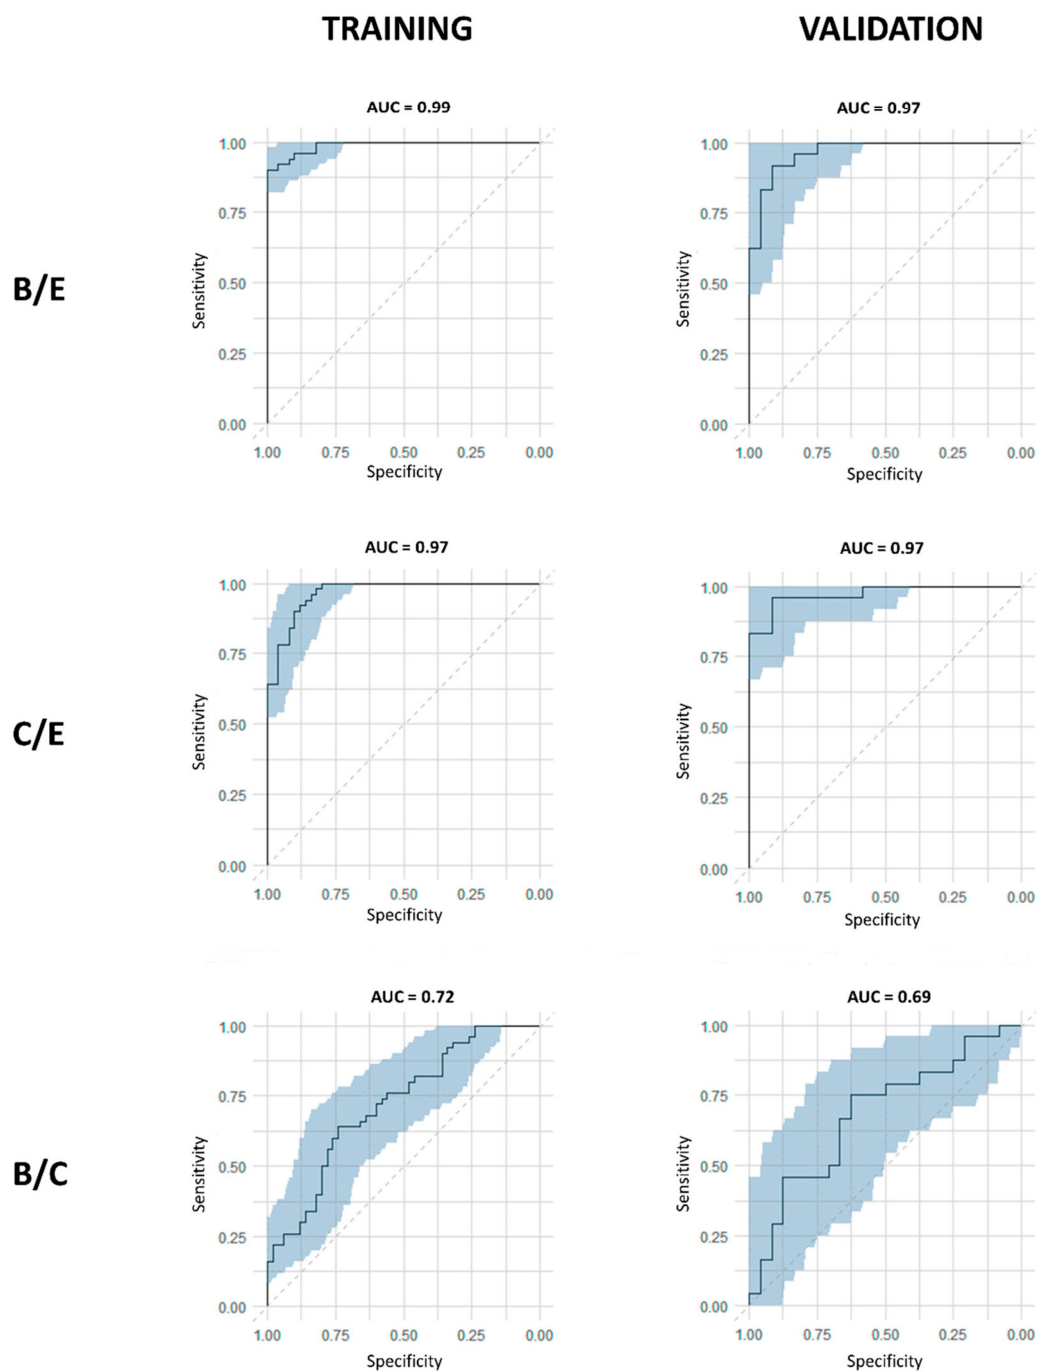 TRAINING VALIDATION
AUC = 0.99 AUC = 0.97
B/E
Sensitivity
1.00
0.75
0.50
0.25
0.00
1.00 0.75 0.50 0.25 0.00
Specificity
Sensitivity
1.00
0.75
0.50
0.25
0.00
1.00 0.75 0.50 0.25 0.00
Specificity
AUC = 0.97 AUC = 0.97
C/E
Sensitivity
1.00
0.75
0.50
0.25
0.00
1.00 0.75 0.50 0.25 0.00
Specificity
Sensitivity
1.00
0.75
0.50
0.25
0.00
1.00 0.75 0.50 0.25 0.00
Specificity
AUC = 0.72 AUC = 0.69
B/C
Sensitivity
1.00
0.75
0.50
0.25
0.00
1.00 0.75 0.50 0.25 0.00
Specificity
Sensitivity
1.00
0.75
0.50
0.25
0.00
1.00 0.75 0.50 0.25 0.00
Specificity